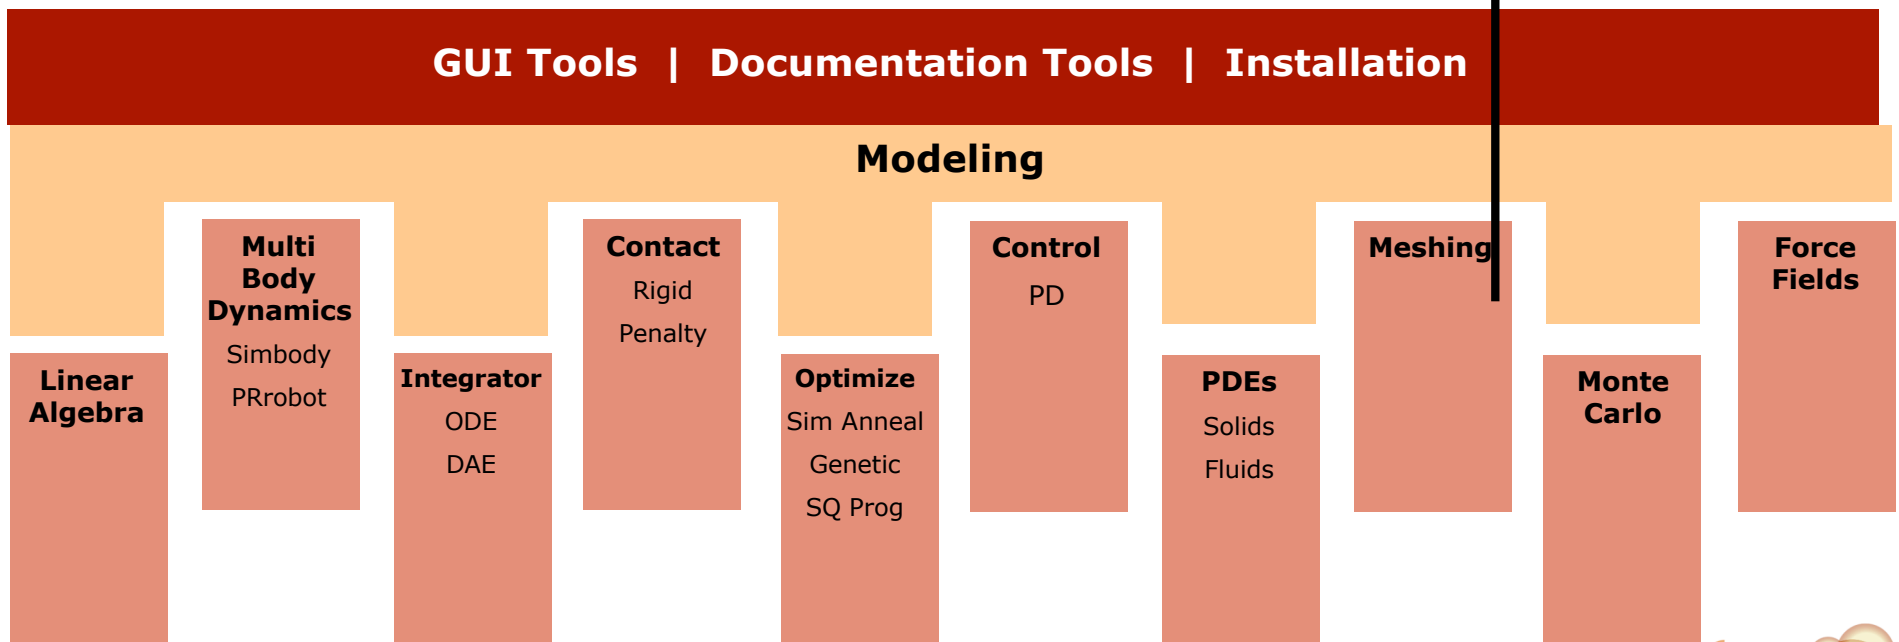 GUI Tools | Documentation Tools | Installation
Modeling
Linear
Algebra
Multi
Body
Dynamics
Simbody
PRrobot
Integrator
ODE
DAE
Contact
Rigid
Penalty
Optimize
Sim Anneal
Genetic
SQ Prog
Control
PD
PDEs
Solids
Fluids
Meshing
Monte
Carlo
Force
Fields